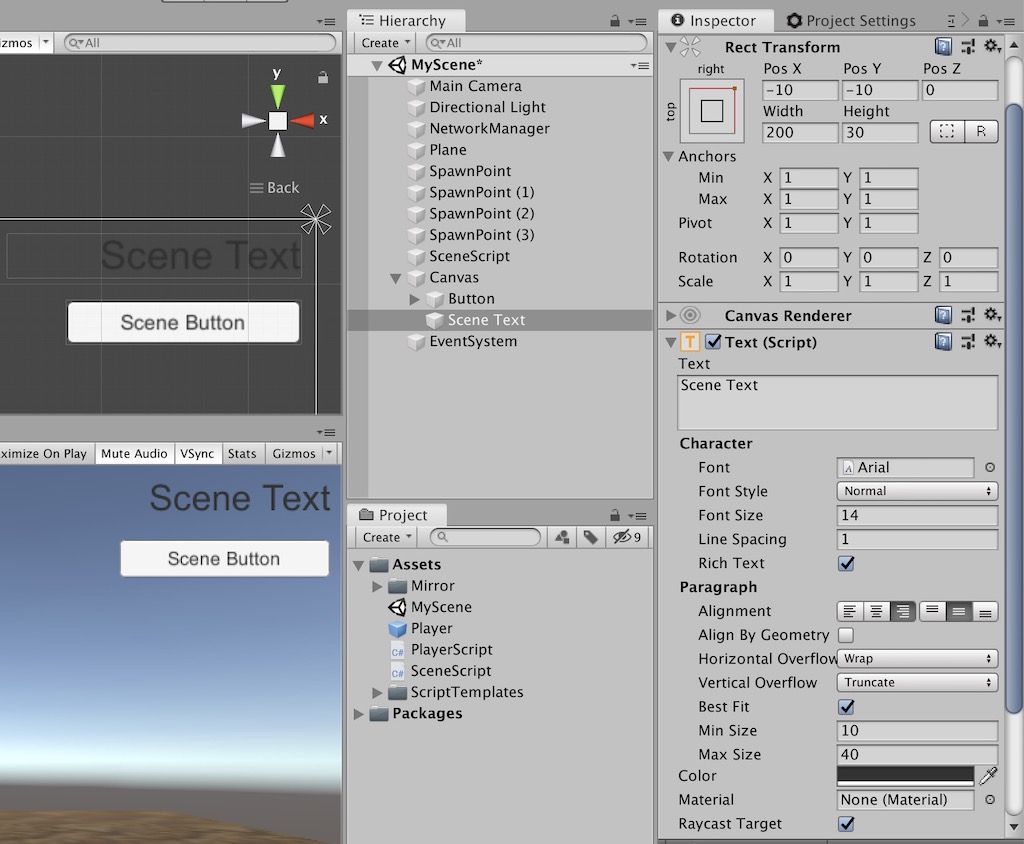 izmos
All
y
x
Back
Scene Text
Scene Button
ximize On Play Mute Audio VSync Stats Gizmos
Scene Text
Scene Button
Hierarchy
Create All
MyScene*
Main Camera
Directional Light
NetworkManager
Plane
SpawnPoint
SpawnPoint (1)
SpawnPoint (2)
SpawnPoint (3)
SceneScript
Canvas
Button
Scene Text
EventSystem
Project
Create 9
Assets
Mirror
MyScene
Player
C# PlayerScript
C# SceneScript
ScriptTemplates
Packages
Inspector Project Settings
Rect Transform
right Pos X Pos Y Pos Z
top -10 -10 0
Width Height
200 30 R
Anchors
Min X 1 Y 1
Max X 1 Y 1
Pivot X 1 Y 1
Rotation X 0 Y 0 Z 0
Scale X 1 Y 1 Z 1
Canvas Renderer
T Text (Script)
Text
Scene Text
Character
Font A Arial
Font Style Normal
Font Size 14
Line Spacing 1
Rich Text
Paragraph
Alignment
Align By Geometry
Horizontal Overflow Wrap
Vertical Overflow Truncate
Best Fit
Min Size 10
Max Size 40
Color
Material None (Material)
Raycast Target